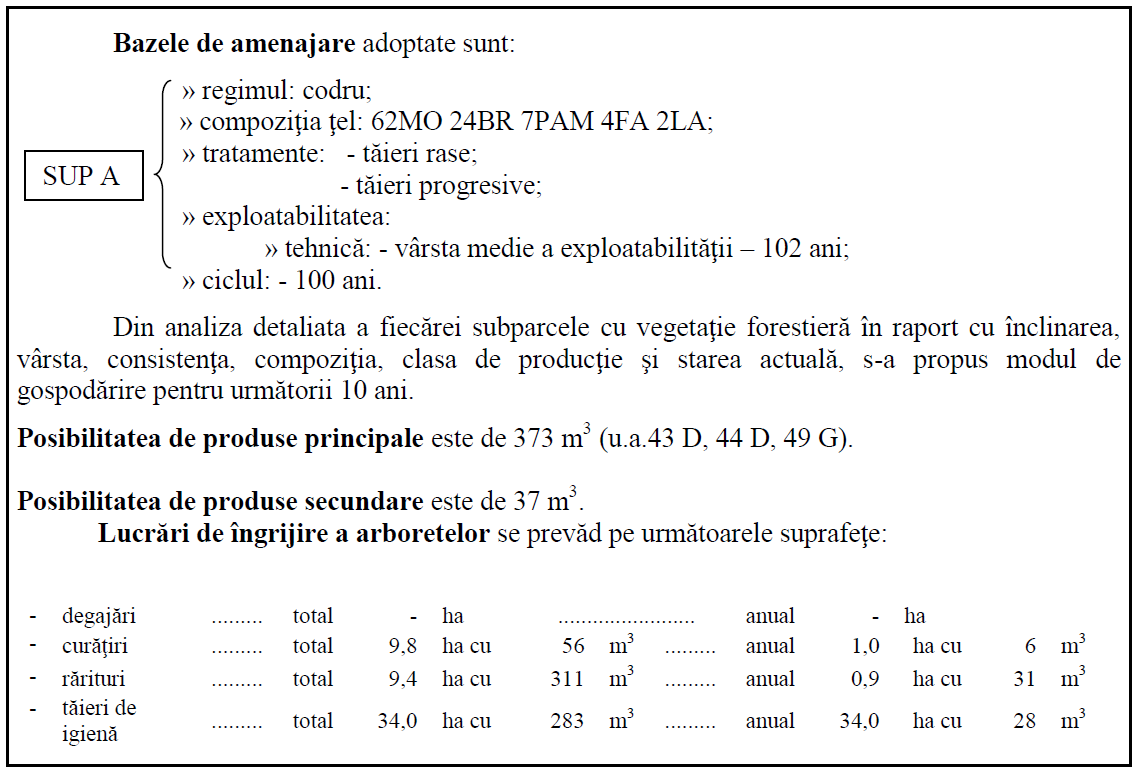 Bazele de amenajare adoptate sunt:
» regimul: codru;
» compoziţia ţel: 62MO 24BR 7PAM 4FA 2LA;
» tratamente: - tăieri rase;
- tăieri progresive;
SUP A
» exploatabilitatea:
» tehnică: - vârsta medie a exploatabilităţii – 102 ani;
» ciclul: - 100 ani.
Din analiza detaliata a fiecărei subparcele cu vegetaţie forestieră în raport cu înclinarea,
vârsta, consistenţa, compoziţia, clasa de producţie şi starea actuală, s-a propus modul de
gospodărire pentru următorii 10 ani.
Posibilitatea de produse principale este de 373 m³ (u.a.43 D, 44 D, 49 G).
Posibilitatea de produse secundare este de 37 m³.
Lucrări de îngrijire a arboretelor se prevăd pe următoarele suprafeţe:
- degajări ......... total - ha ........................ anual - ha
- curăţiri ......... total 9,8 ha cu 56 m³ ......... anual 1,0 ha cu 6 m³
- rărituri ......... total 9,4 ha cu 311 m³ ......... anual 0,9 ha cu 31 m³
- tăieri de igienă ......... total 34,0 ha cu 283 m³ ......... anual 34,0 ha cu 28 m³